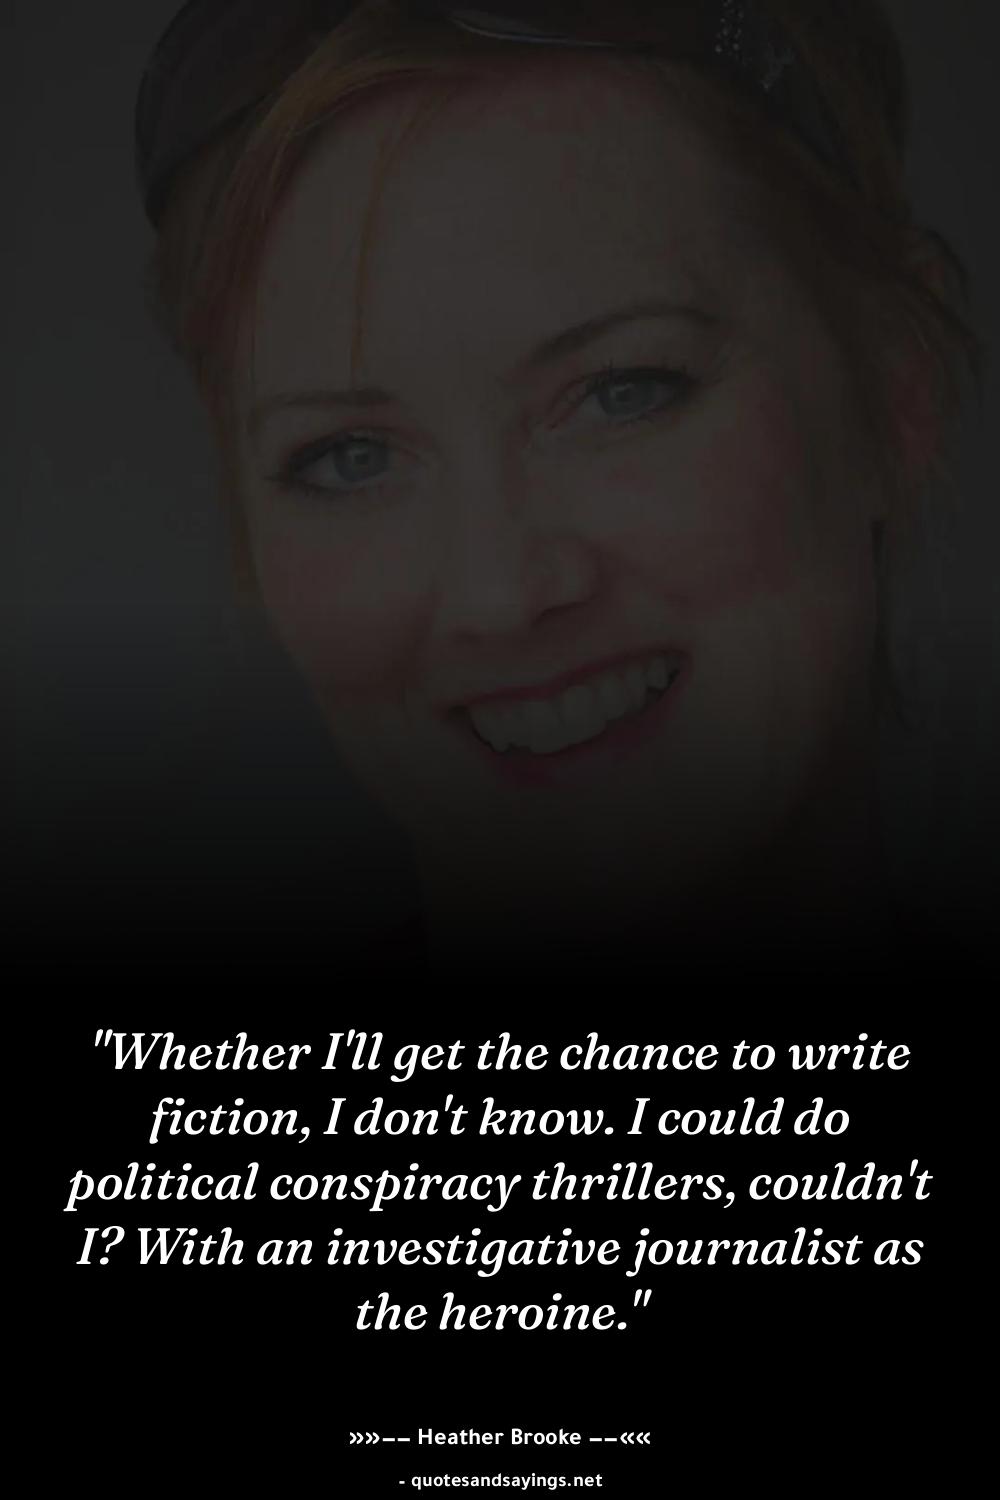 "Whether I'll get the chance to write
fiction, I don't know. I could do
political conspiracy thrillers, couldn't
I? With an investigative journalist as
the heroine."
»»–– Heather Brooke ––««
- quotesandsayings.net